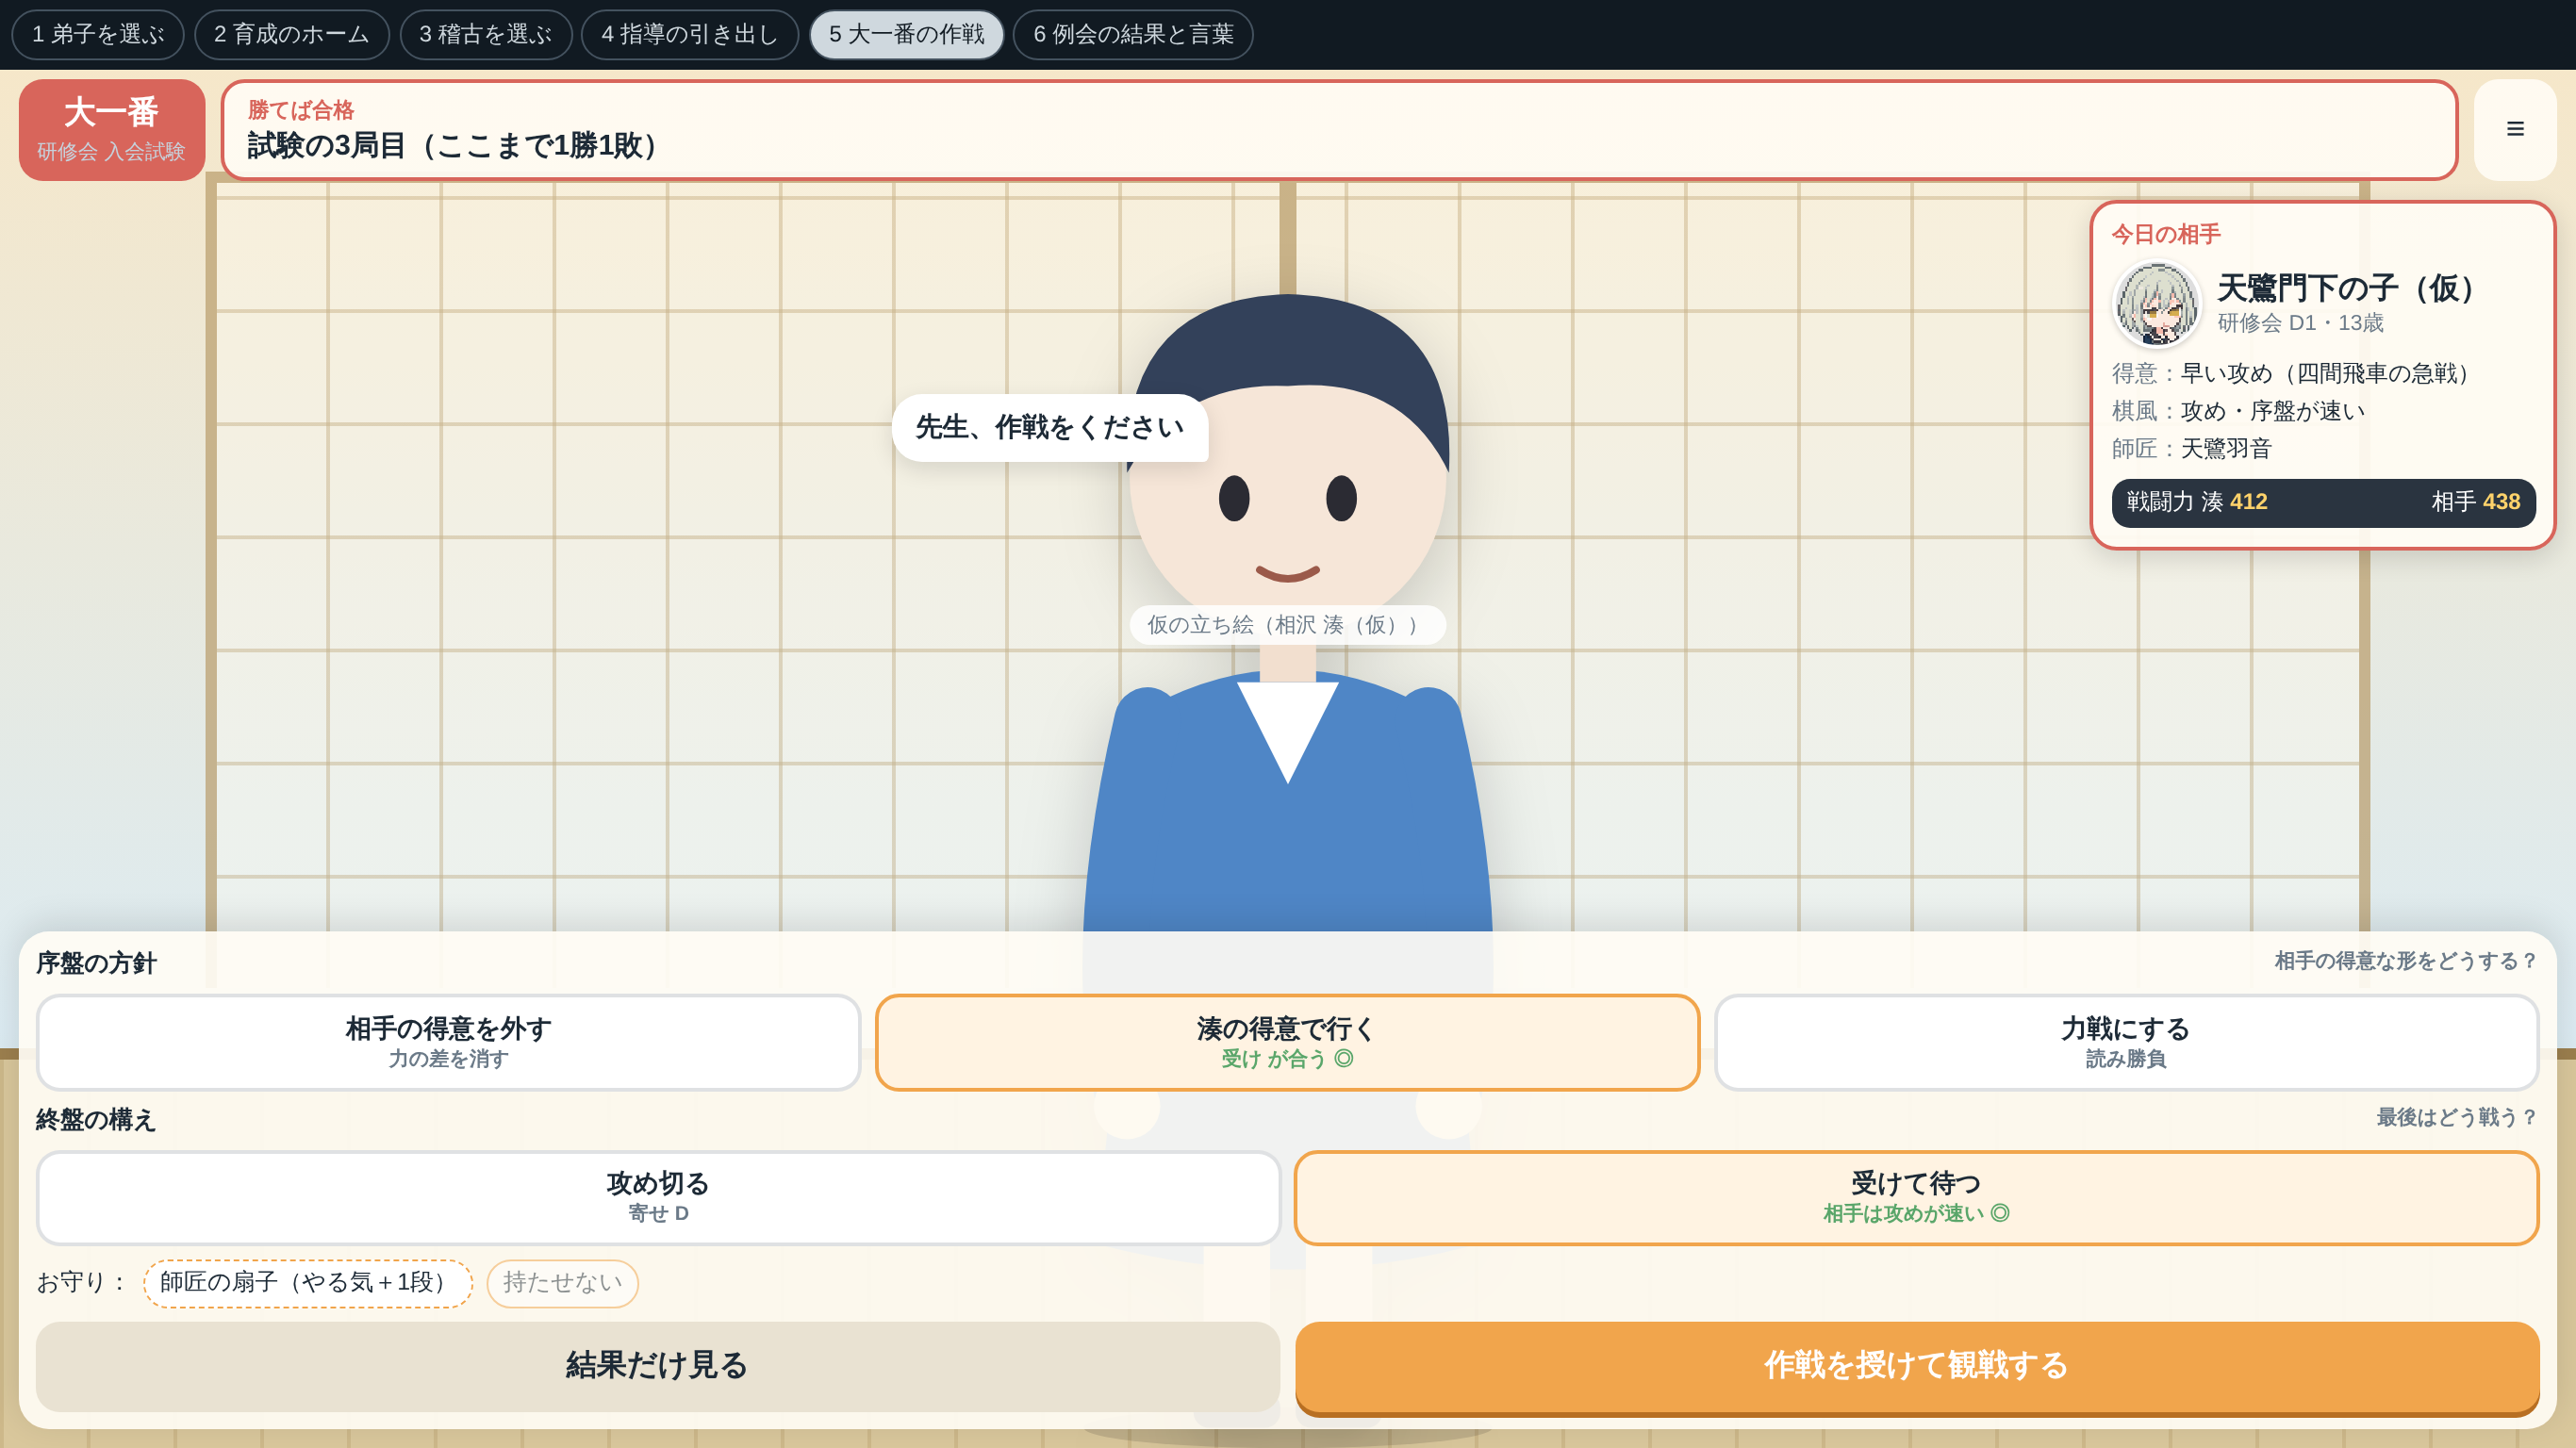 1 弟子を選ぶ
2 育成のホーム
3 稽古を選ぶ
4 指導の引き出し
5 大一番の作戦
6 例会の結果と言葉
大一番
研修会 入会試験
勝てば合格
試験の3局目（ここまで1勝1敗）
≡
今日の相手
天鷺門下の子（仮）
研修会 D1・13歳
得意：早い攻め（四間飛車の急戦）
棋風：攻め・序盤が速い
師匠：天鷺羽音
戦闘力 湊 412 相手 438
先生、作戦をください
仮の立ち絵（相沢 湊（仮））
序盤の方針
相手の得意な形をどうする？
相手の得意を外す
力の差を消す
湊の得意で行く
受け が合う ◎
力戦にする
読み勝負
終盤の構え
最後はどう戦う？
攻め切る
寄せ D
受けて待つ
相手は攻めが速い ◎
お守り： 師匠の扇子（やる気＋1段） 持たせない
結果だけ見る
作戦を授けて観戦する